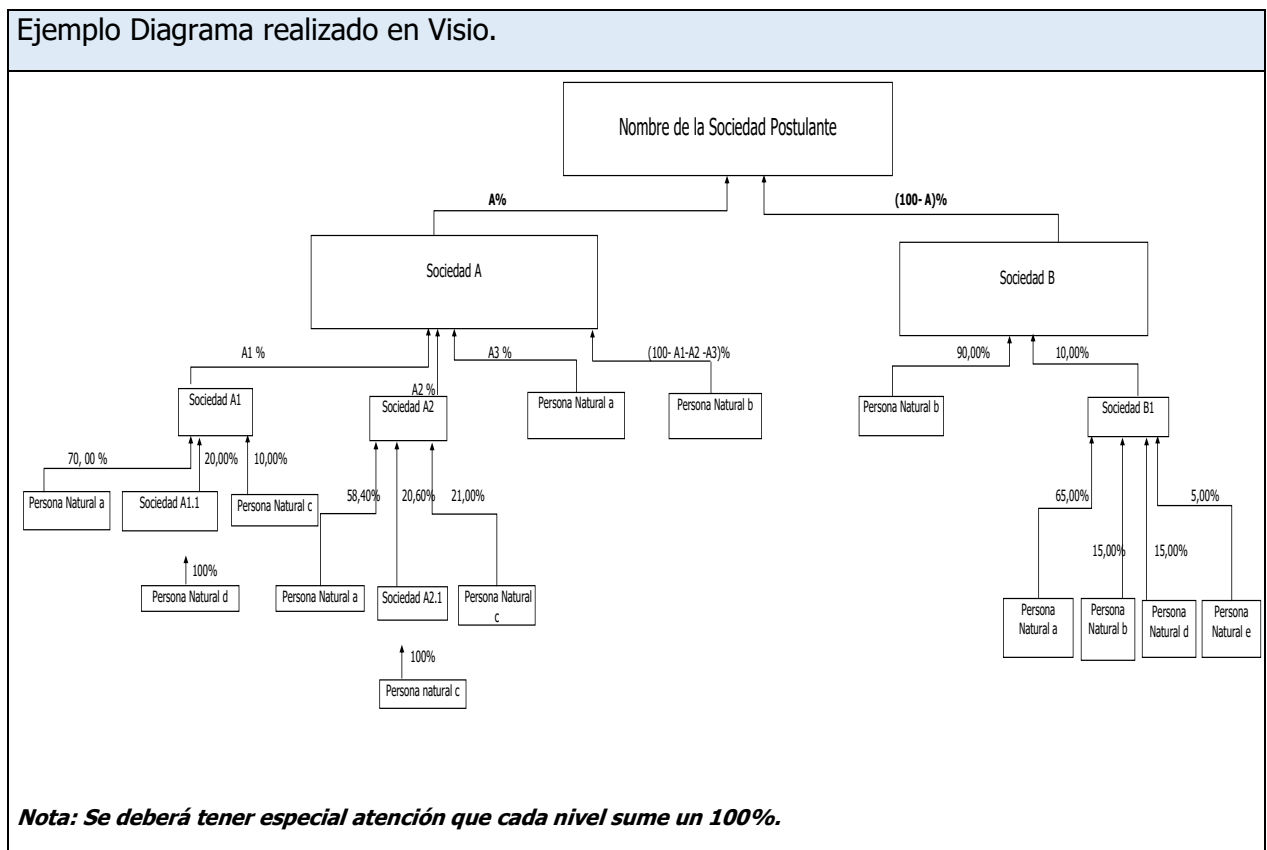 Ejemplo Diagrama realizado en Visio.
Nombre de la Sociedad Postulante
A%
(100- A)%
Sociedad A
Sociedad B
A1 %
A2 %
A3 %
(100- A1-A2 -A3)%
90,00%
10,00%
Sociedad A1
Sociedad A2
Persona Natural a
Persona Natural b
Persona Natural b
Sociedad B1
70, 00 %
20,00%
10,00%
Persona Natural a
Sociedad A1.1
Persona Natural c
58,40%
20,60%
21,00%
65,00%
15,00%
15,00%
5,00%
100%
Persona Natural d
Persona Natural a
Sociedad A2.1
Persona Natural
c
Persona
Natural a
Persona
Natural b
Persona
Natural d
Persona
Natural e
100%
Persona natural c
Nota: Se deberá tener especial atención que cada nivel sume un 100%.